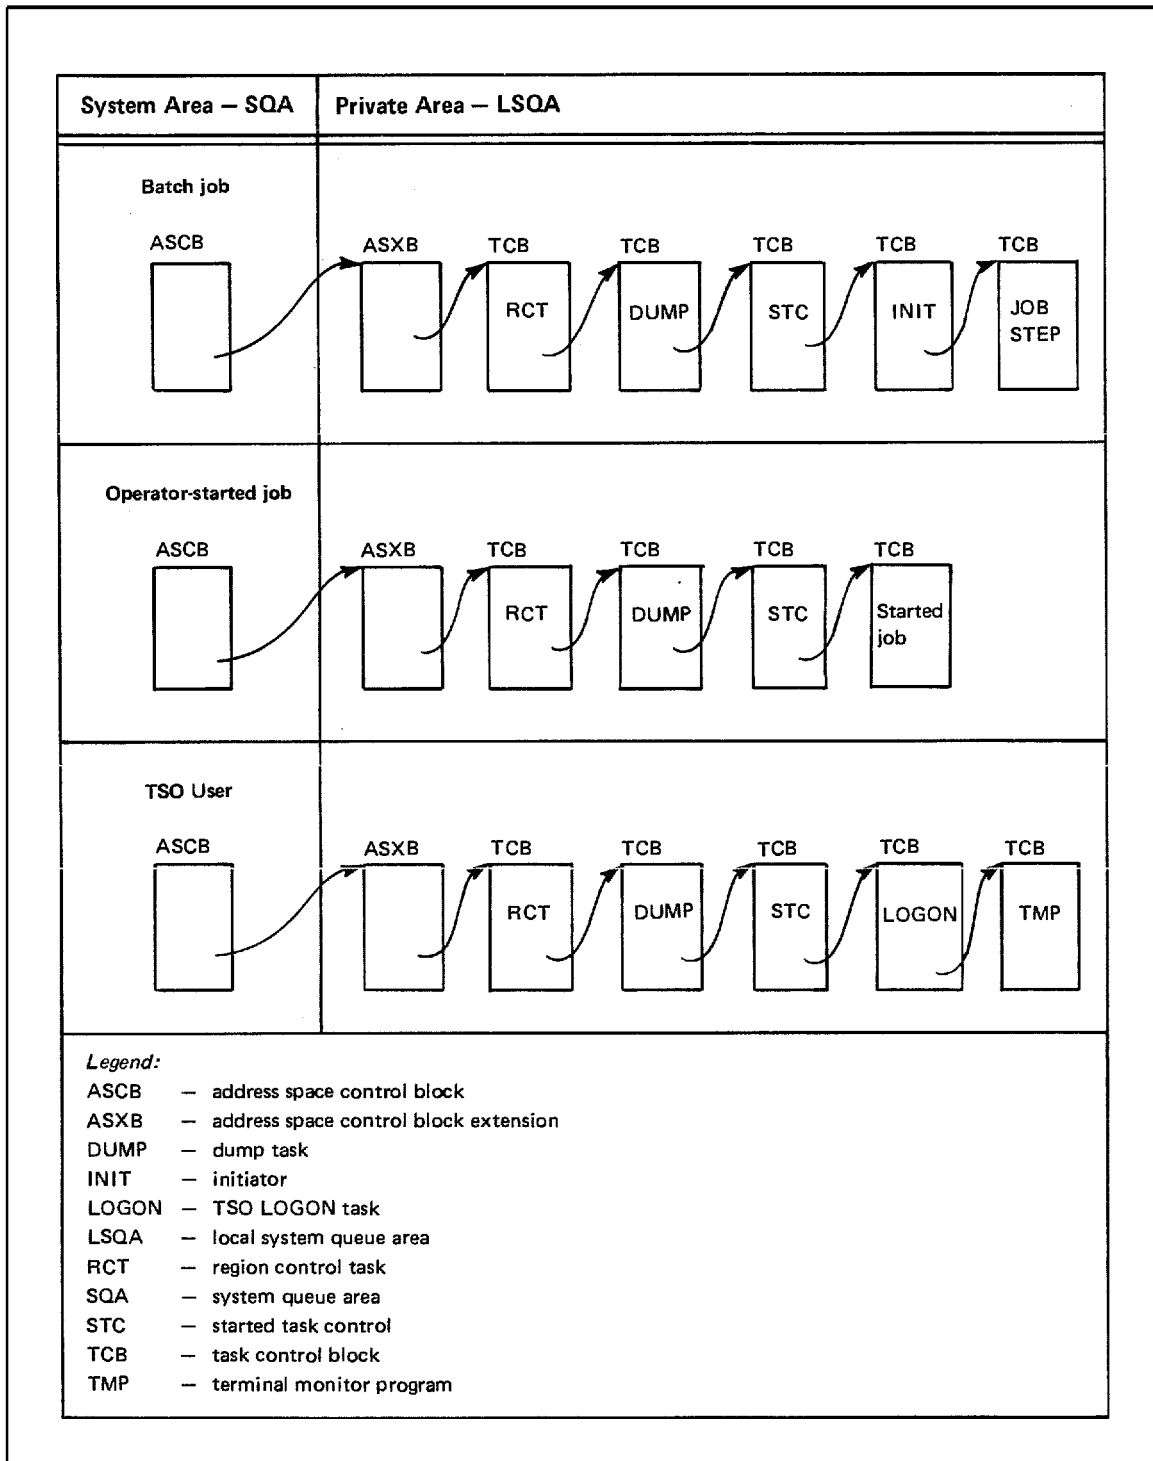 System Area — SQA
Private Area — LSQA
Batch job
ASCB
ASXB
TCB
TCB
TCB
TCB
TCB
RCT
DUMP
STC
INIT
JOB
STEP
Operator-started job
ASCB
ASXB
TCB
TCB
TCB
TCB
RCT
DUMP
STC
Started
job
TSO User
ASCB
ASXB
TCB
TCB
TCB
TCB
TCB
RCT
DUMP
STC
LOGON
TMP
Legend:
ASCB — address space control block
ASXB — address space control block extension
DUMP — dump task
INIT — initiator
LOGON — TSO LOGON task
LSQA — local system queue area
RCT — region control task
SQA — system queue area
STC — started task control
TCB — task control block
TMP — terminal monitor program